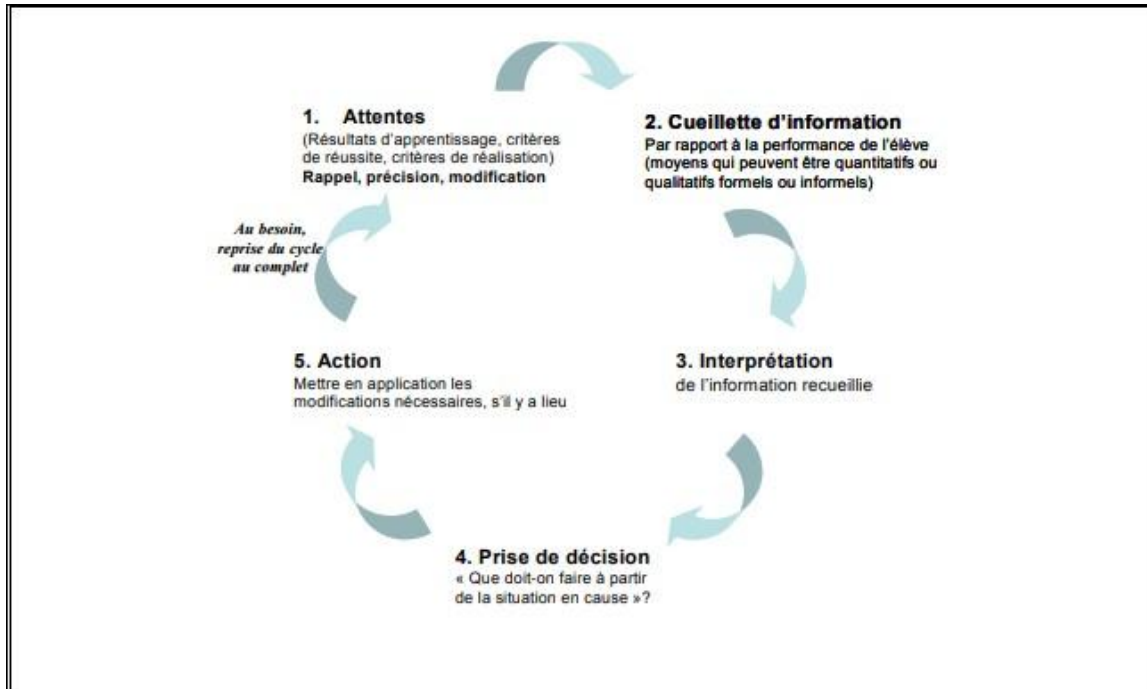 1. Attentes
(Résultats d'apprentissage, critères
de réussite, critères de réalisation)
Rappel, précision, modification
2. Cueillette d'information
Par rapport à la performance de l'élève
(moyens qui peuvent être quantitatifs ou
qualitatifs formels ou informels)
3. Interprétation
de l'information recueillie
4. Prise de décision
« Que doit-on faire à partir
de la situation en cause »?
5. Action
Mettre en application les
modifications nécessaires, s'il y a lieu
Au besoin,
reprise du cycle
au complet